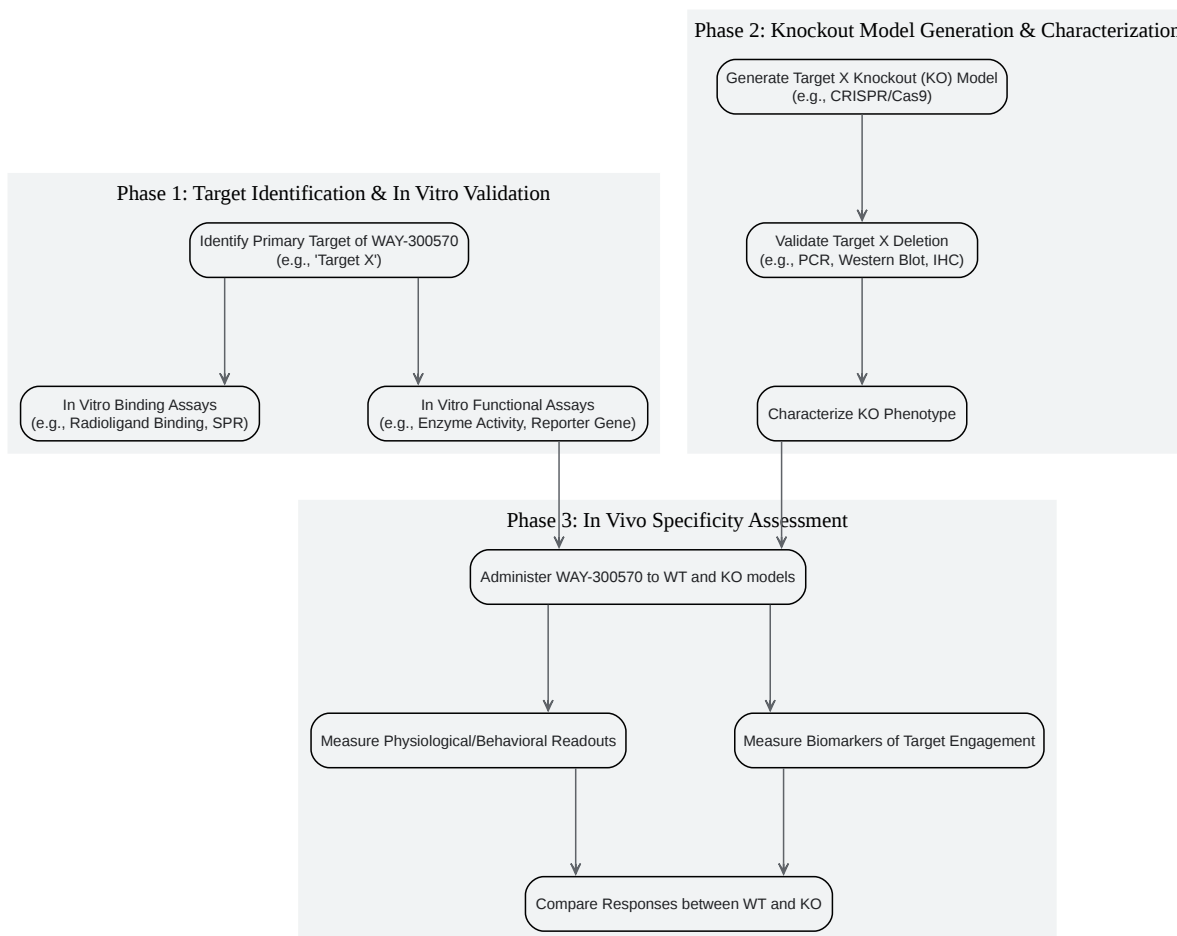 Phase 2: Knockout Model Generation & Characterization
Generate Target X Knockout (KO) Model
(e.g., CRISPR/Cas9)
Phase 1: Target Identification & In Vitro Validation
Identify Primary Target of WAY-300570
(e.g., 'Target X')
Validate Target X Deletion
(e.g., PCR, Western Blot, IHC)
In Vitro Binding Assays
(e.g., Radioligand Binding, SPR)
In Vitro Functional Assays
(e.g., Enzyme Activity, Reporter Gene)
Characterize KO Phenotype
Phase 3: In Vivo Specificity Assessment
Administer WAY-300570 to WT and KO models
Measure Physiological/Behavioral Readouts
Measure Biomarkers of Target Engagement
Compare Responses between WT and KO